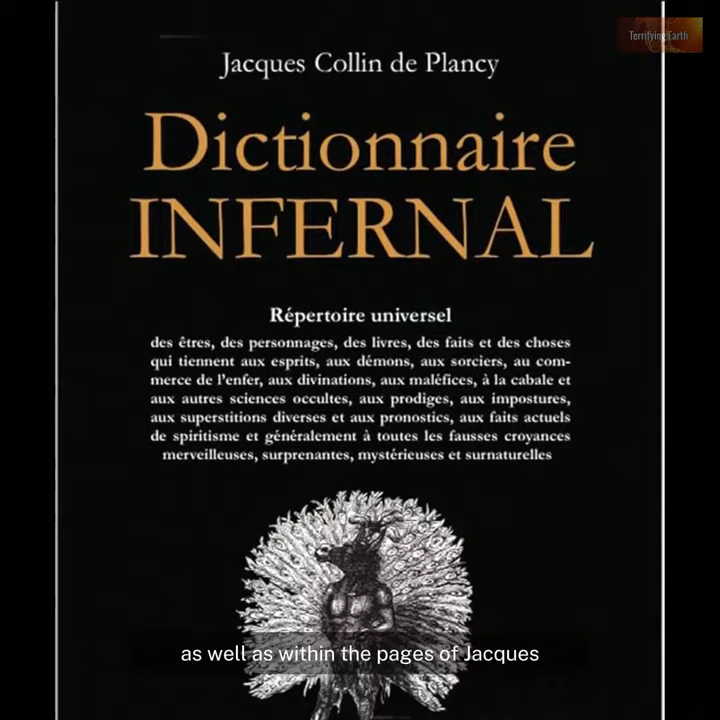 Terrifying Earth
Jacques Collin de Plancy
Dictionnaire
INFERNAL
Répertoire universel
des êtres, des personnages, des livres, des faits et des choses
qui tiennent aux esprits, aux démons, aux sorciers, au com-
merce de l'enfer, aux divinations, aux maléfices, à la cabale et
aux autres sciences occultes, aux prodiges, aux impostures,
aux superstitions diverses et aux pronostics, aux faits actuels
de spiritisme et généralement à toutes les fausses croyances
merveilleuses, surprenantes, mystérieuses et surnaturelles
as well as within the pages of Jacques